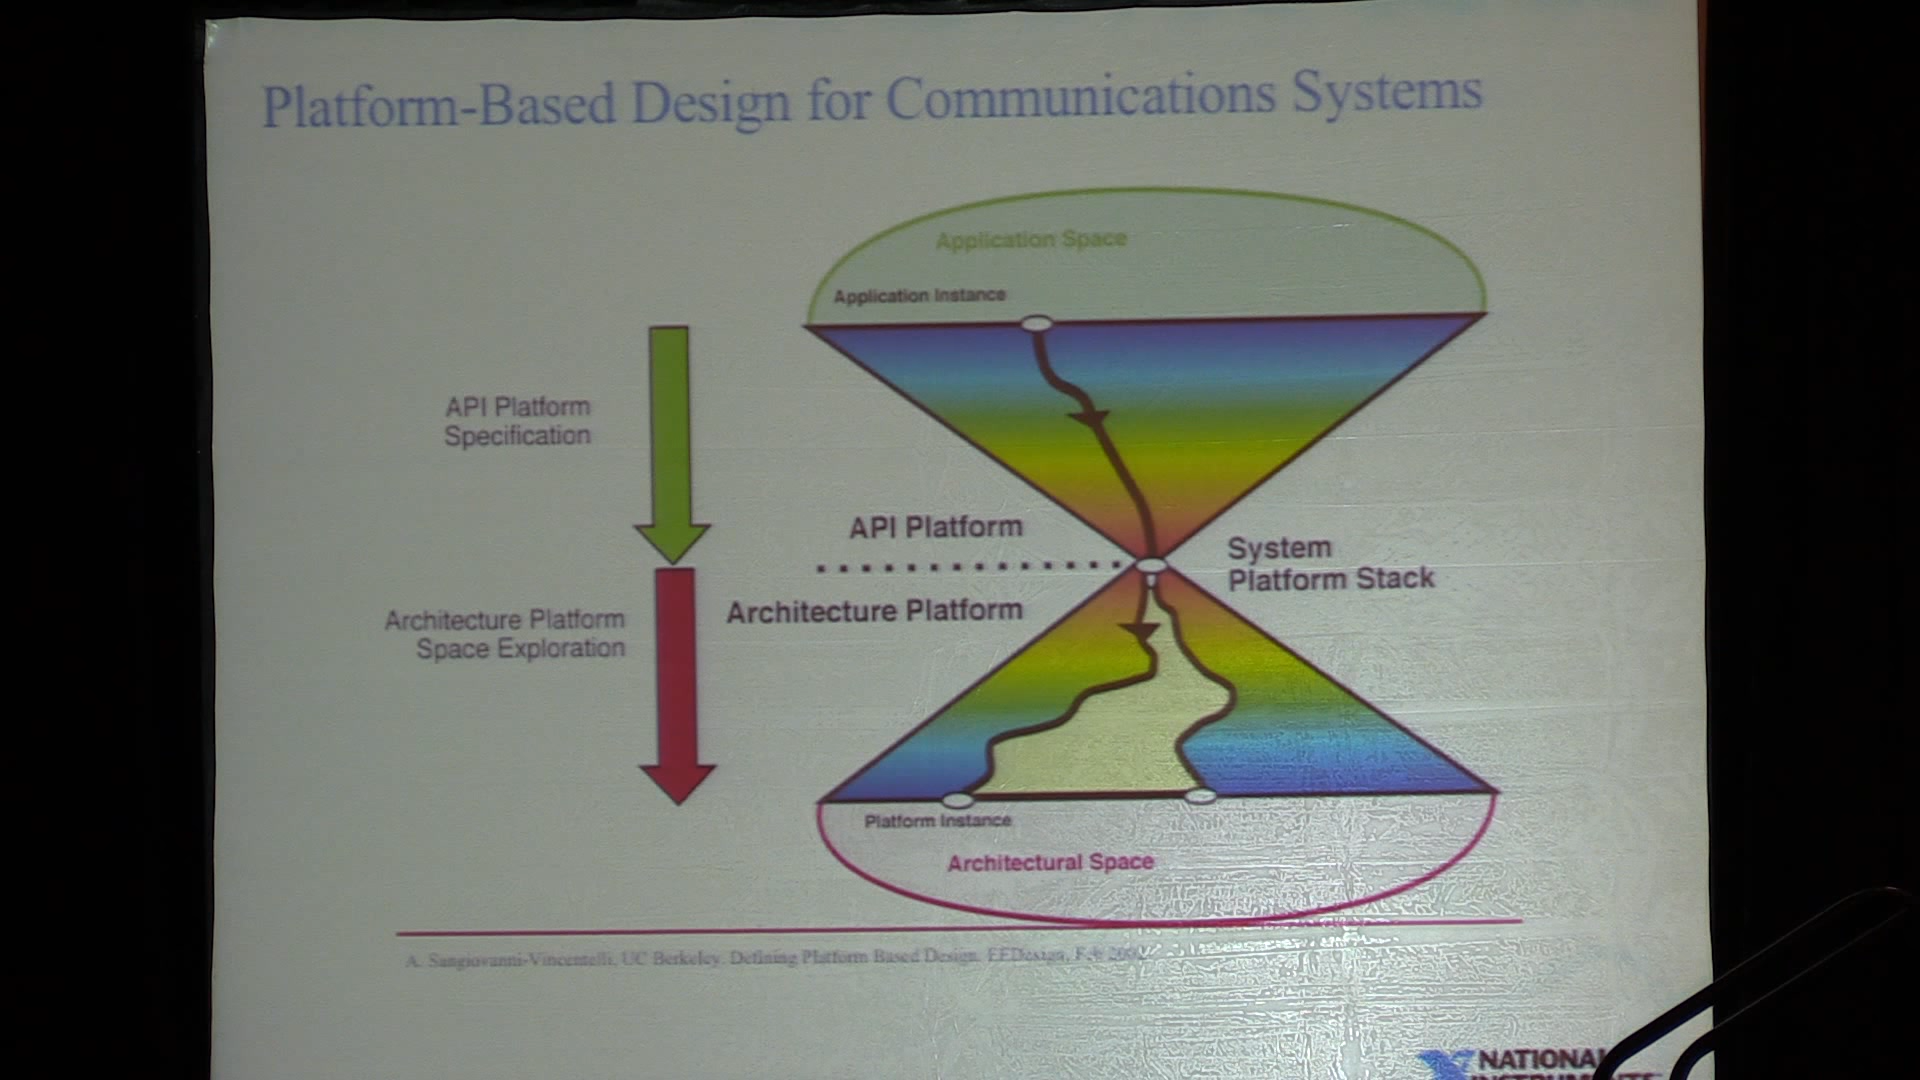 Platform-Based Design for Communications Systems
Application Space
Application Instance
API Platform
Specification
API Platform
System
Platform Stack
Architecture Platform
Architecture Platform
Space Exploration
Platform Instance
Architectural Space
A. Sangiovanni-Vincentelli, UC Berkeley. Defining Platform Based Design. EEDesign,
NATIONAL
INSTRUMENTS